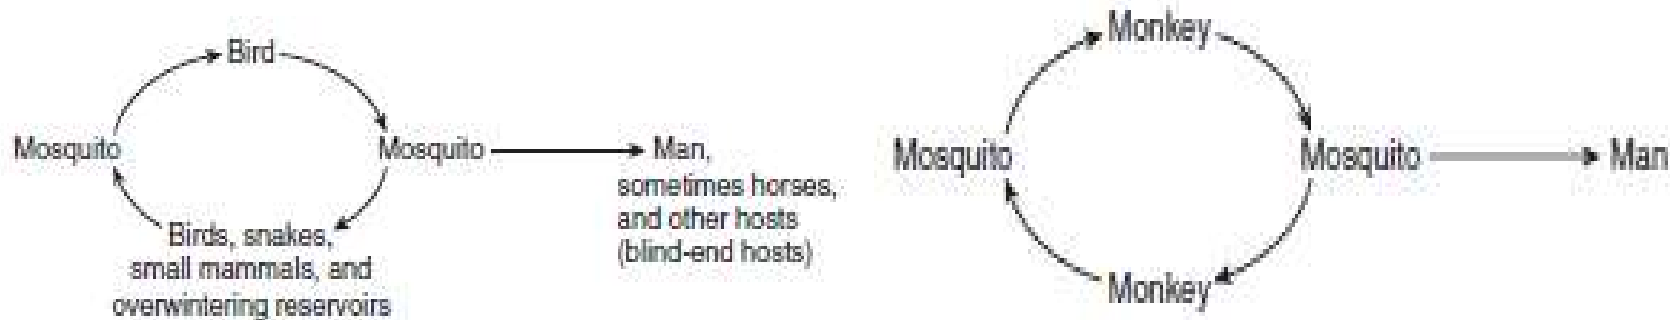 Bird
Mosquito
Mosquito
Man,
sometimes horses,
and other hosts
(blind-end hosts)
Birds, snakes,
small mammals, and
overwintering reservoirs
Monkey
Mosquito
Mosquito
Man
Monkey